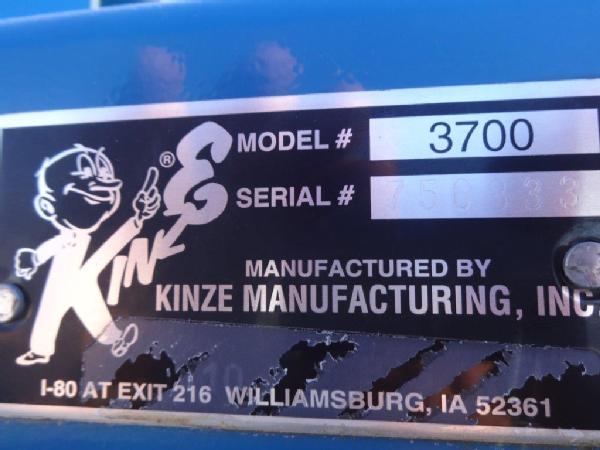 KINZE ®
MODEL # 3700
SERIAL #
MANUFACTURED BY
KINZE MANUFACTURING, INC.
I-80 AT EXIT 216 WILLIAMSBURG, IA 52361